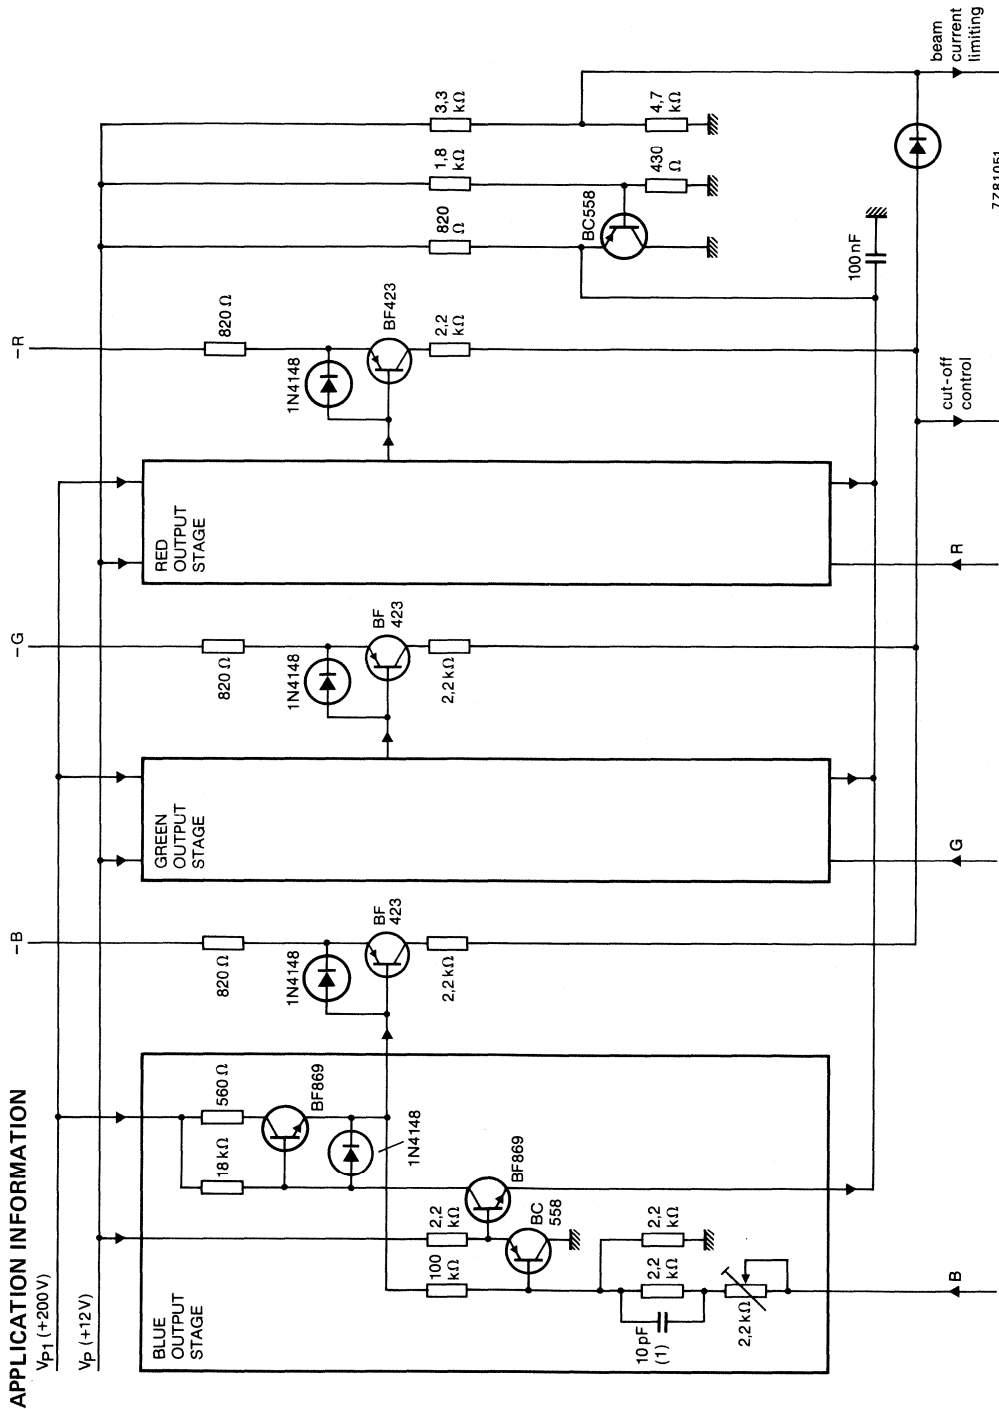 APPLICATION INFORMATION
VP1 (+200 V)
VP (+12 V)
BLUE
OUTPUT
STAGE
18 kΩ
560 Ω
BF869
1N4148
2,2
kΩ
BF869
100
kΩ
BC
558
2,2
kΩ
2,2
kΩ
10 pF
(1)
2,2 kΩ
B
–B
820 Ω
1N4148
BF
423
2,2 kΩ
GREEN
OUTPUT
STAGE
G
–G
820 Ω
1N4148
BF
423
2,2 kΩ
RED
OUTPUT
STAGE
R
–R
820 Ω
1N4148
BF423
2,2
kΩ
820
Ω
1,8
kΩ
3,3
kΩ
BC558
430
Ω
4,7
kΩ
100 nF
cut-off
control
beam
current
limiting
7Z81051